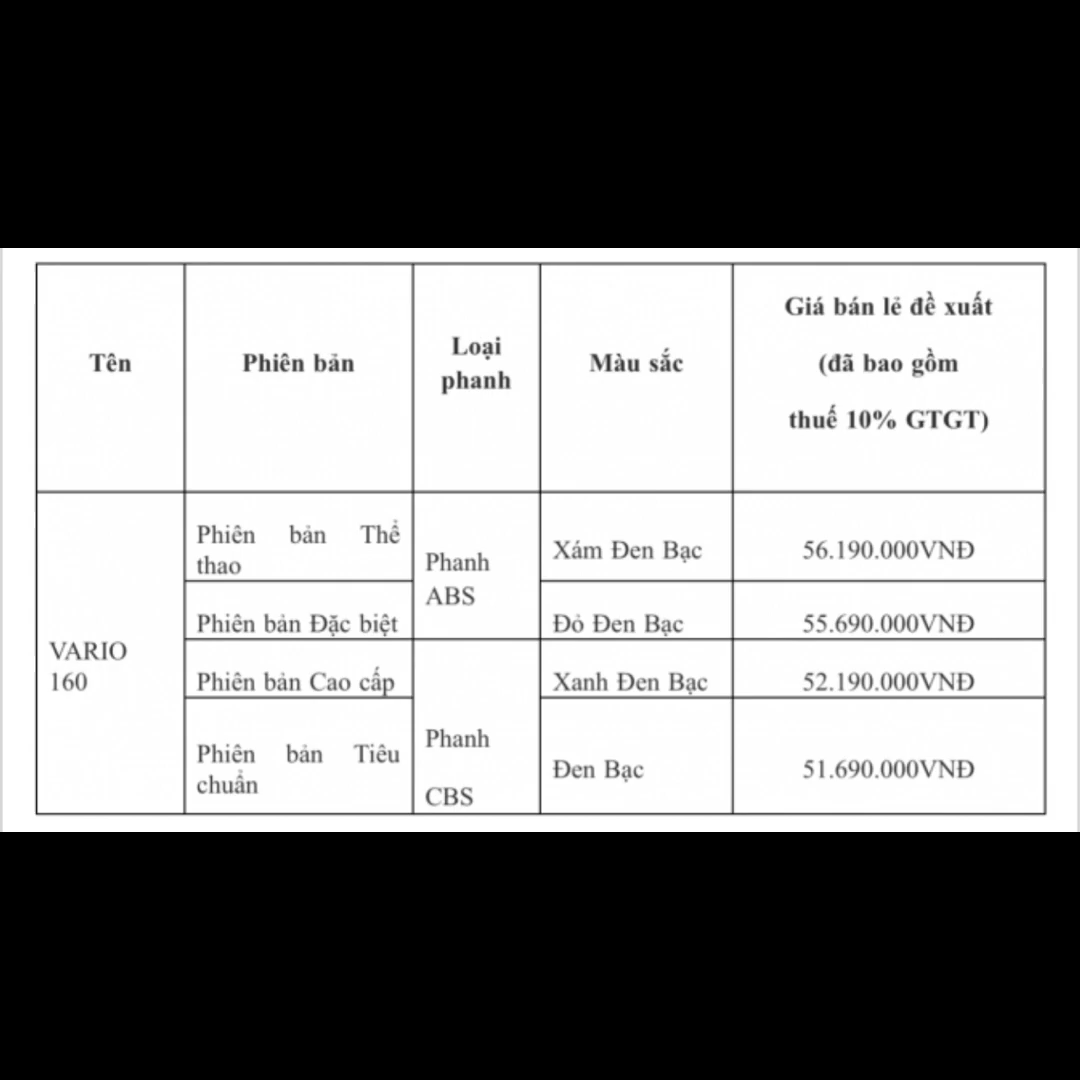 Tên
Phiên bản
Loại
phanh
Màu sắc
Giá bán lẻ đề xuất
(đã bao gồm
thuế 10% GTGT)
VARIO
160
Phiên bản Thể
thao
Phanh
ABS
Xám Đen Bạc
56.190.000VNĐ
Phiên bản Đặc biệt
Đỏ Đen Bạc
55.690.000VNĐ
Phiên bản Cao cấp
Phanh
CBS
Xanh Đen Bạc
52.190.000VNĐ
Phiên bản Tiêu
chuẩn
Đen Bạc
51.690.000VNĐ